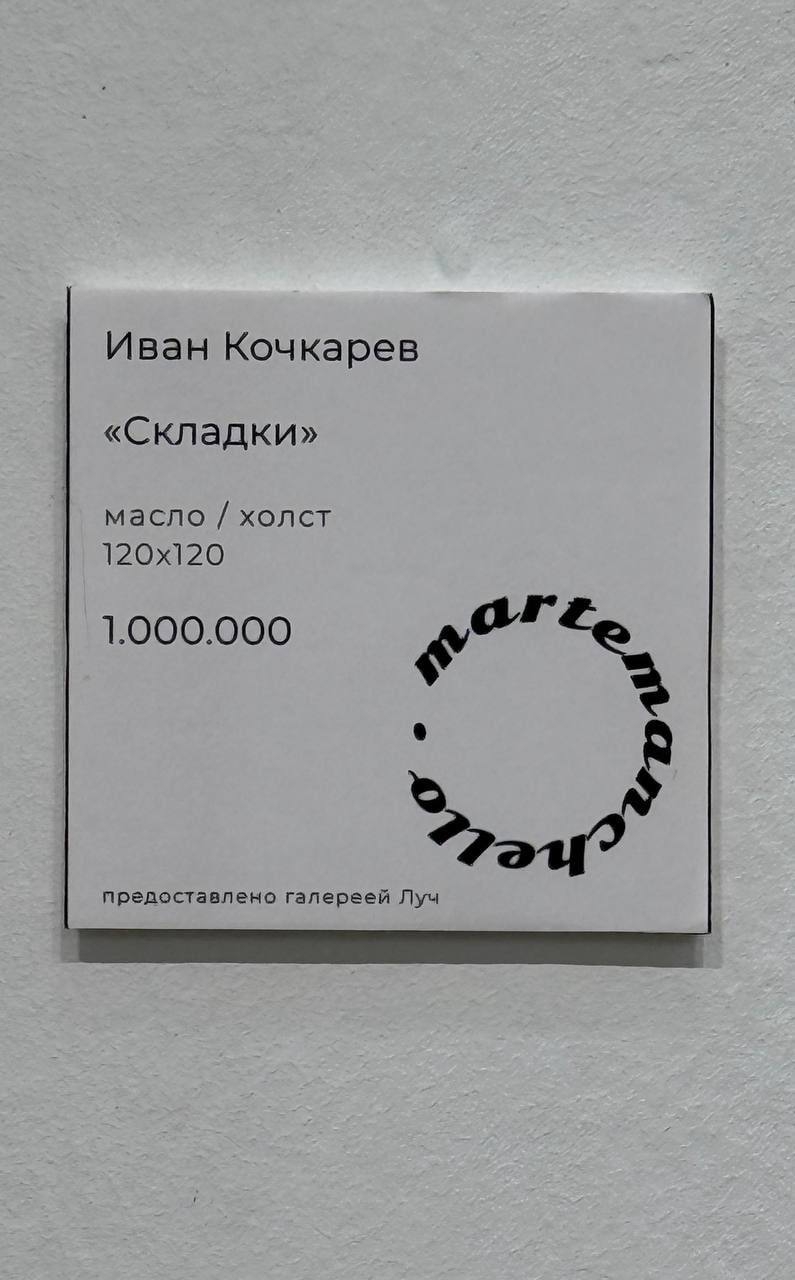 Иван Кочкарев
«Складки»
масло / холст
120x120
1.000.000
martemanchello •
предоставлено галереей Луч